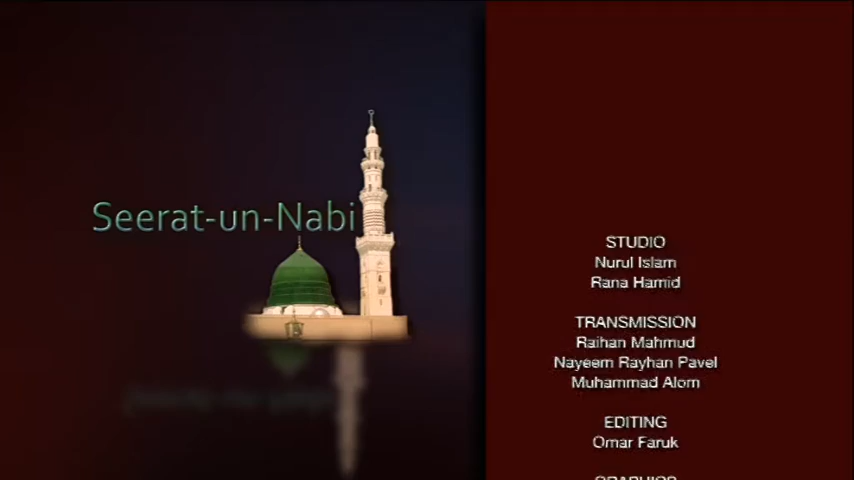 Seerat-un-Nabi
STUDIO
Nurul Islam
Rana Hamid
TRANSMISSION
Raihan Mahmud
Nayeem Rayhan Pavel
Muhammad Alom
EDITING
Omar Faruk
GRAPHICS